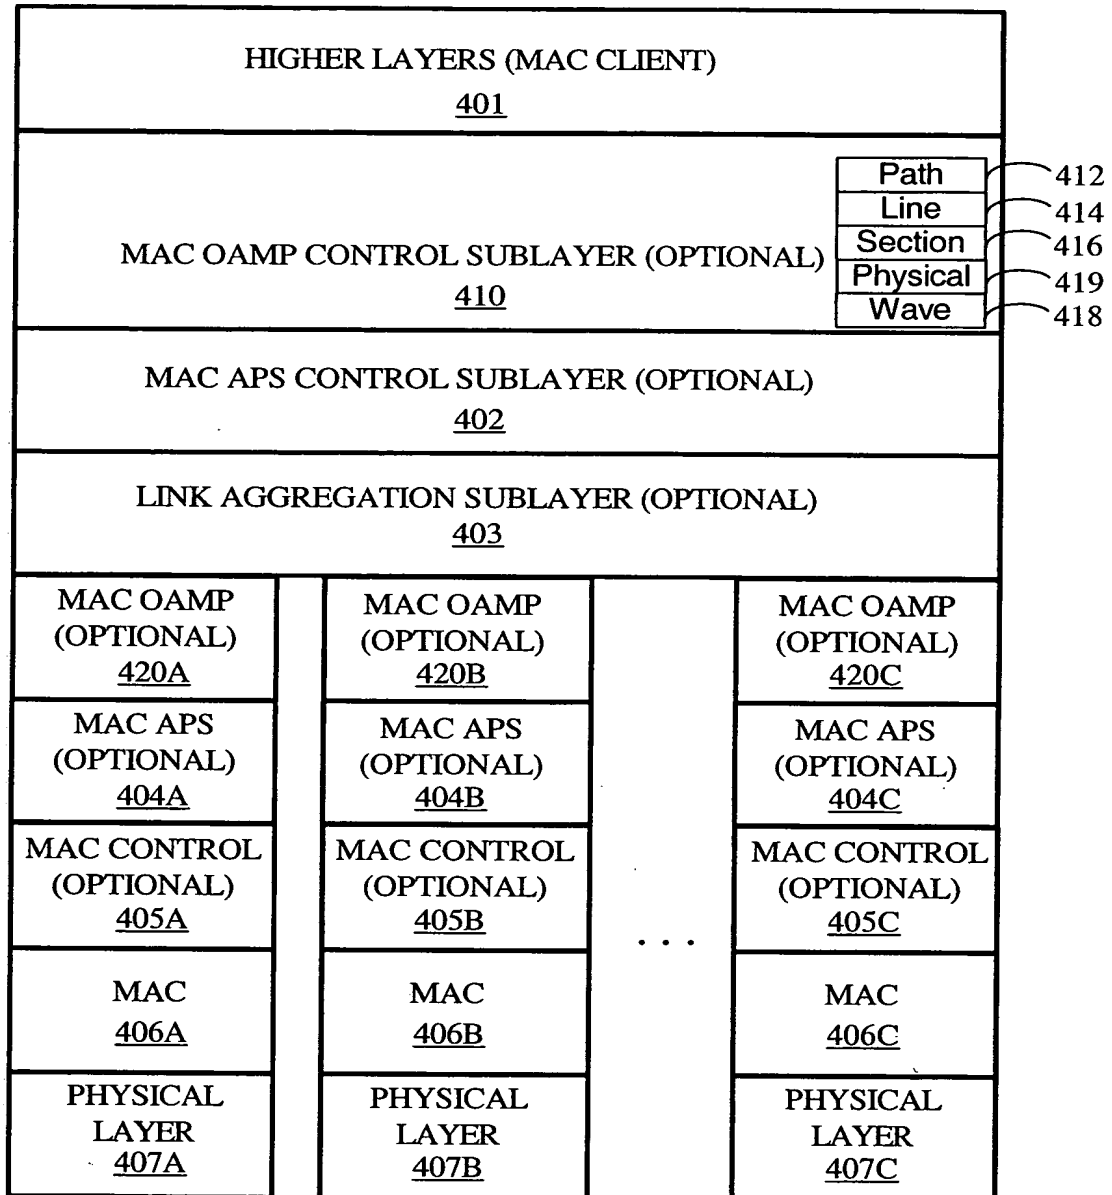 HIGHER LAYERS (MAC CLIENT)
401
Path 412
Line 414
Section 416
Physical 419
Wave 418
MAC OAMP CONTROL SUBLAYER (OPTIONAL)
410
MAC APS CONTROL SUBLAYER (OPTIONAL)
402
LINK AGGREGATION SUBLAYER (OPTIONAL)
403
MAC OAMP
(OPTIONAL)
420A
MAC APS
(OPTIONAL)
404A
MAC CONTROL
(OPTIONAL)
405A
MAC
406A
PHYSICAL
LAYER
407A
MAC OAMP
(OPTIONAL)
420B
MAC APS
(OPTIONAL)
404B
MAC CONTROL
(OPTIONAL)
405B
MAC
406B
PHYSICAL
LAYER
407B
. . .
MAC OAMP
(OPTIONAL)
420C
MAC APS
(OPTIONAL)
404C
MAC CONTROL
(OPTIONAL)
405C
MAC
406C
PHYSICAL
LAYER
407C